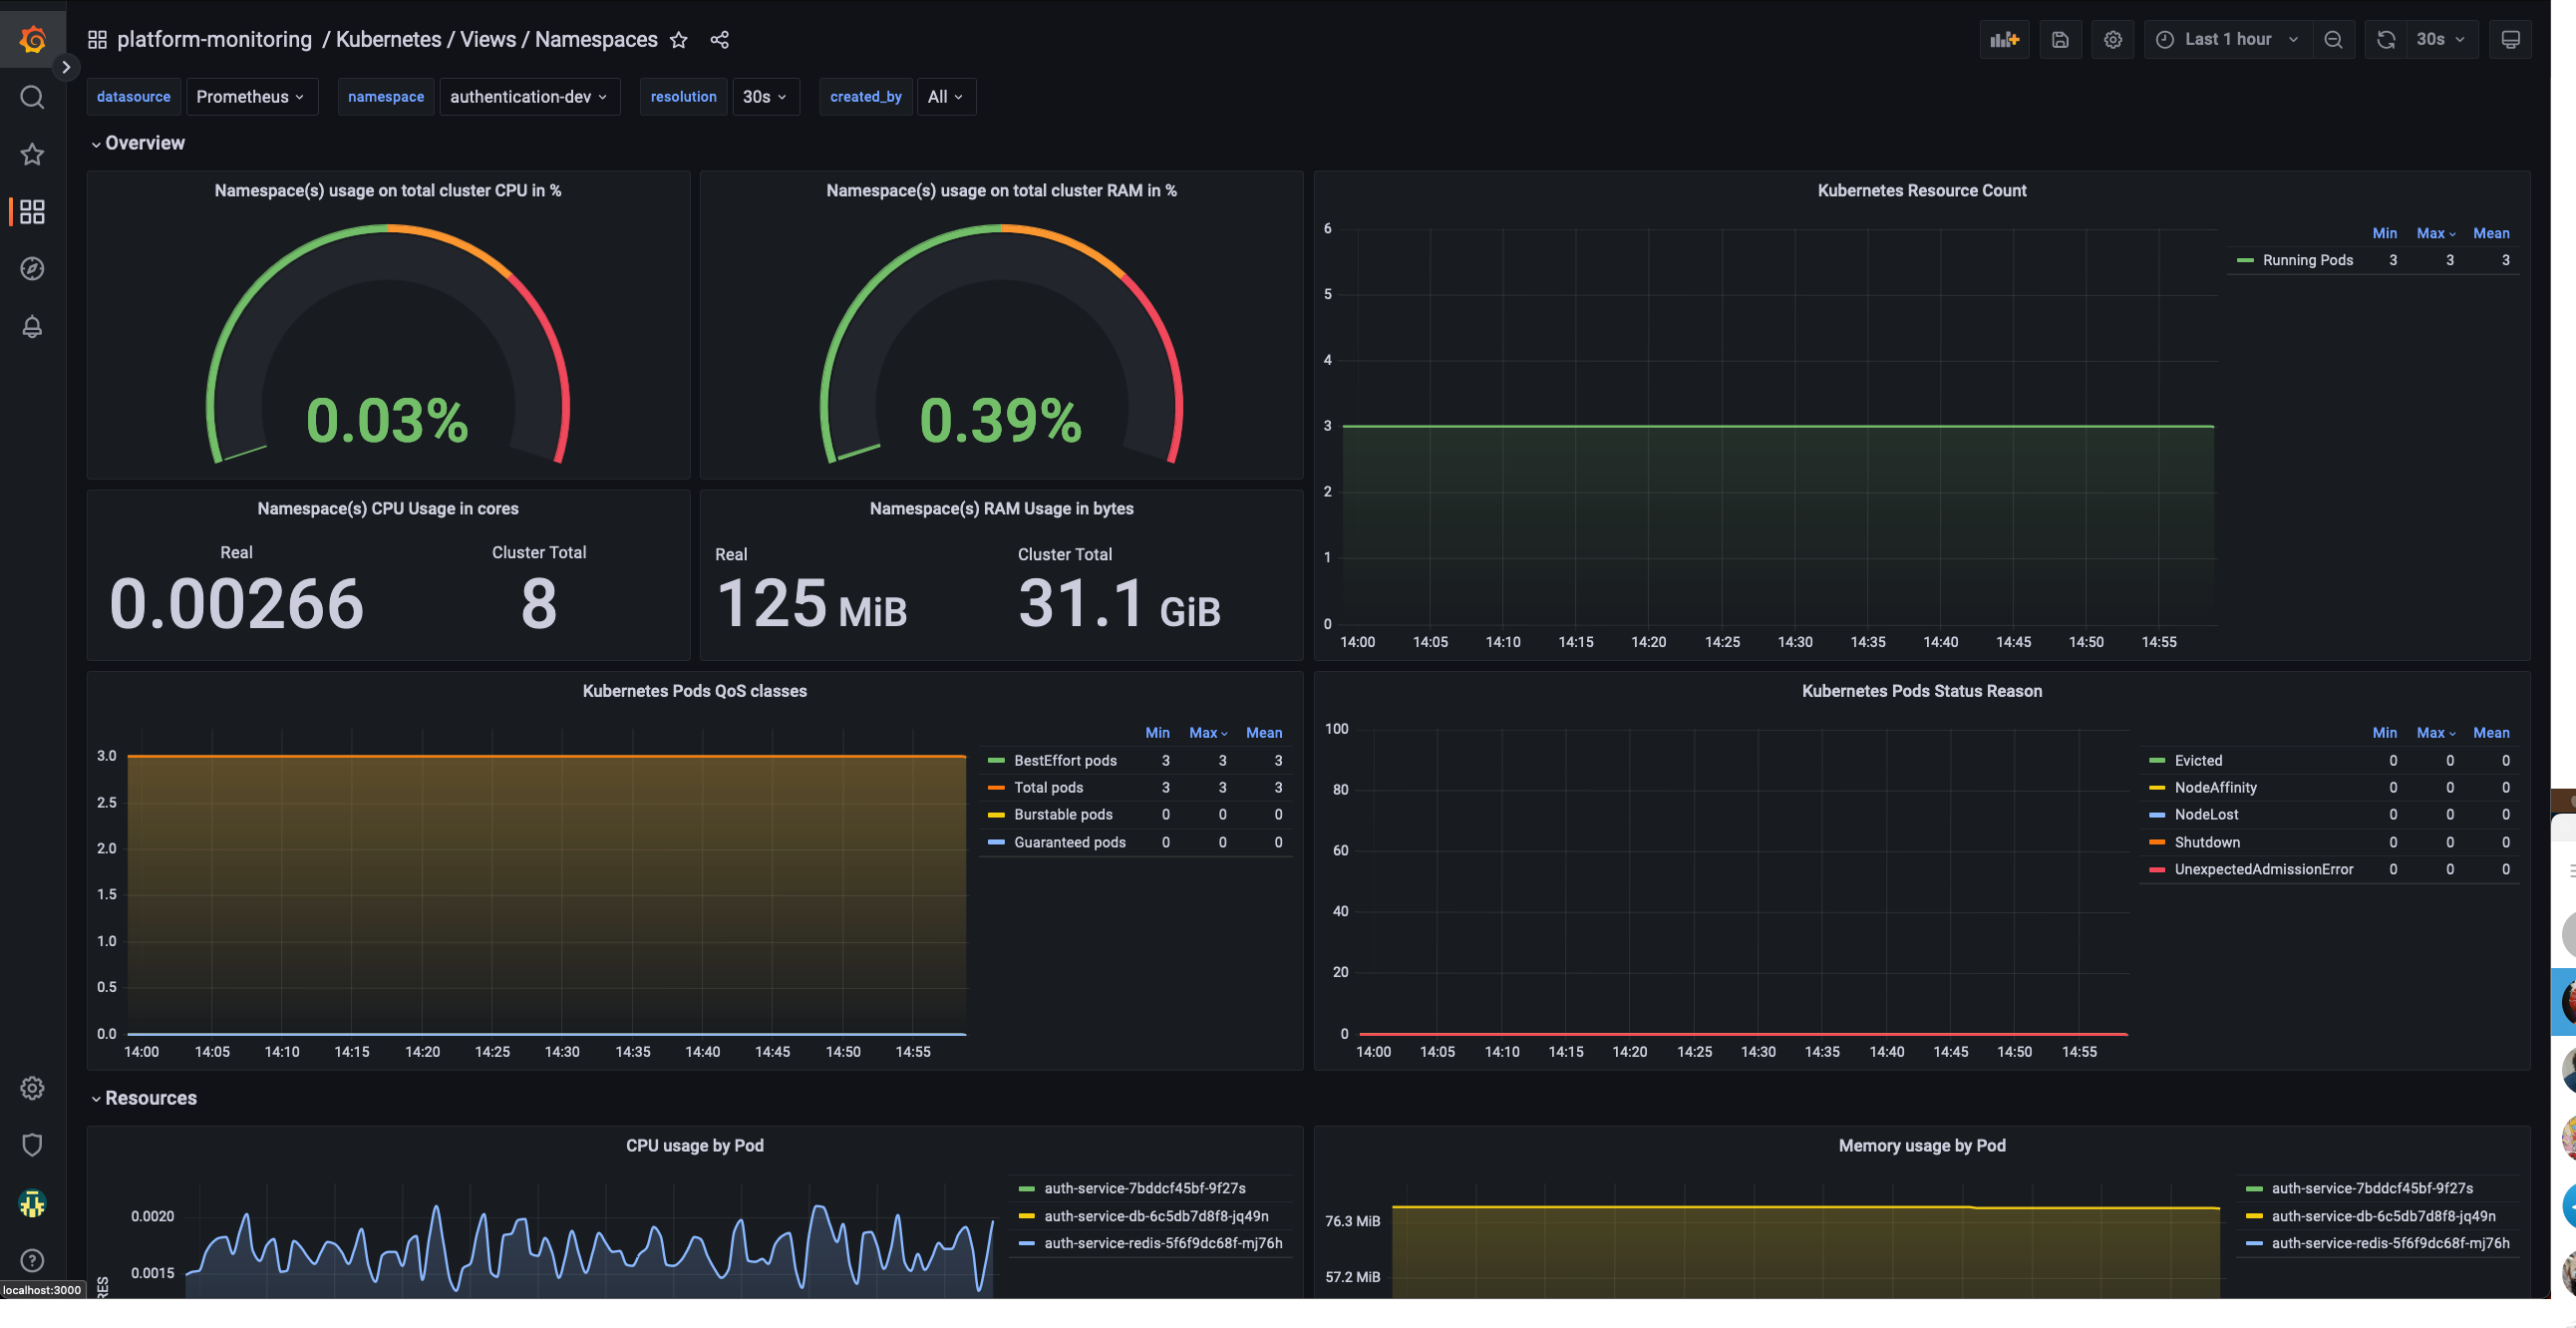 platform-monitoring / Kubernetes / Views / Namespaces
Last 1 hour
30s
datasource Prometheus namespace authentication-dev resolution 30s created_by All
Overview
Namespace(s) usage on total cluster CPU in %
0.03%
Namespace(s) usage on total cluster RAM in %
0.39%
Kubernetes Resource Count
6
5
4
3
2
1
0
14:00 14:05 14:10 14:15 14:20 14:25 14:30 14:35 14:40 14:45 14:50 14:55
Min Max Mean
Running Pods 3 3 3
Namespace(s) CPU Usage in cores
Real Cluster Total
0.00266 8
Namespace(s) RAM Usage in bytes
Real Cluster Total
125 MiB 31.1 GiB
Kubernetes Pods QoS classes
3.0
2.5
2.0
1.5
1.0
0.5
0.0
14:00 14:05 14:10 14:15 14:20 14:25 14:30 14:35 14:40 14:45 14:50 14:55
Min Max Mean
BestEffort pods 3 3 3
Total pods 3 3 3
Burstable pods 0 0 0
Guaranteed pods 0 0 0
Kubernetes Pods Status Reason
100
80
60
40
20
0
14:00 14:05 14:10 14:15 14:20 14:25 14:30 14:35 14:40 14:45 14:50 14:55
Min Max Mean
Evicted 0 0 0
NodeAffinity 0 0 0
NodeLost 0 0 0
Shutdown 0 0 0
UnexpectedAdmissionError 0 0 0
Resources
CPU usage by Pod
0.0020
0.0015
auth-service-7bddcf45bf-9f27s
auth-service-db-6c5db7d8f8-jq49n
auth-service-redis-5f6f9dc68f-mj76h
Memory usage by Pod
76.3 MiB
57.2 MiB
auth-service-7bddcf45bf-9f27s
auth-service-db-6c5db7d8f8-jq49n
auth-service-redis-5f6f9dc68f-mj76h
localhost:3000